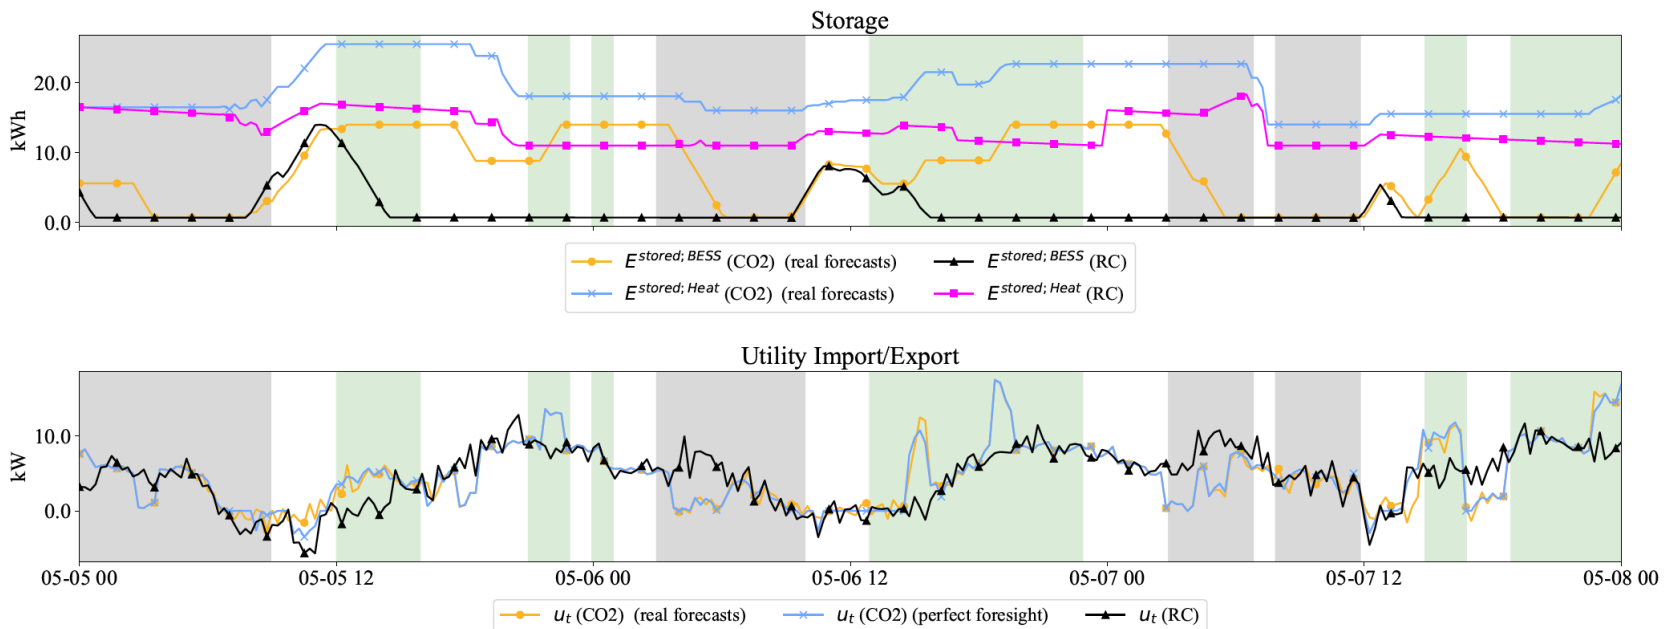 Storage
kWh
20.0
10.0
0.0
E^stored;BESS (CO2) (real forecasts)
E^stored;BESS (RC)
E^stored;Heat (CO2) (real forecasts)
E^stored;Heat (RC)
Utility Import/Export
kW
10.0
0.0
05-05 00 05-05 12 05-06 00 05-06 12 05-07 00 05-07 12 05-08 00
u_t (CO2) (real forecasts) u_t (CO2) (perfect foresight) u_t (RC)